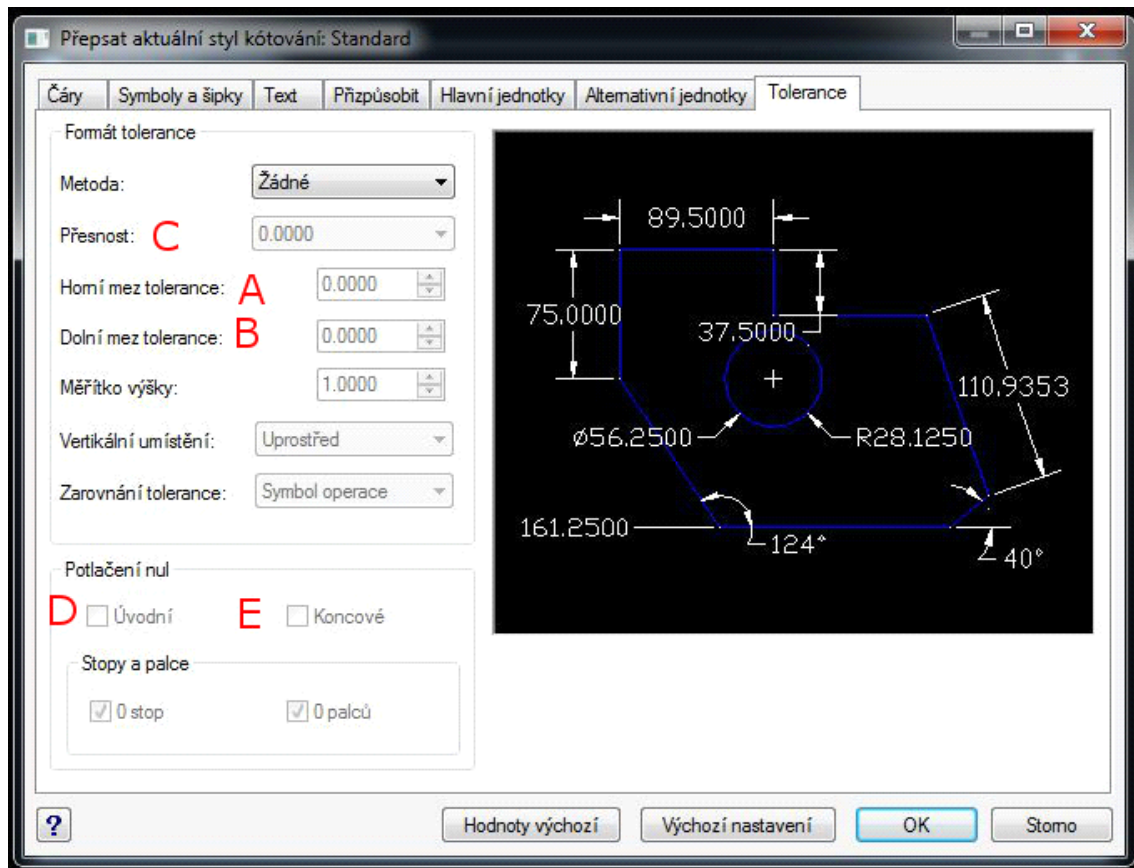 Přepsat aktuální styl kótování: Standard
Čáry Symboly a šipky Text Přizpůsobit Hlavní jednotky Alternativní jednotky Tolerance
Formát tolerance
Metoda: Žádné
Přesnost: C 0.0000
Horní mez tolerance: A 0.0000
Dolní mez tolerance: B 0.0000
Měřítko výšky: 1.0000
Vertikální umístění: Uprostřed
Zarovnání tolerance: Symbol operace
Potlačení nul
D Úvodní E Koncové
Stopy a palce
0 stop 0 palců
89.5000
75.0000
37.5000
110.9353
ø56.2500
R28.1250
161.2500
124°
40°
? Hodnoty výchozí Výchozí nastavení OK Storno